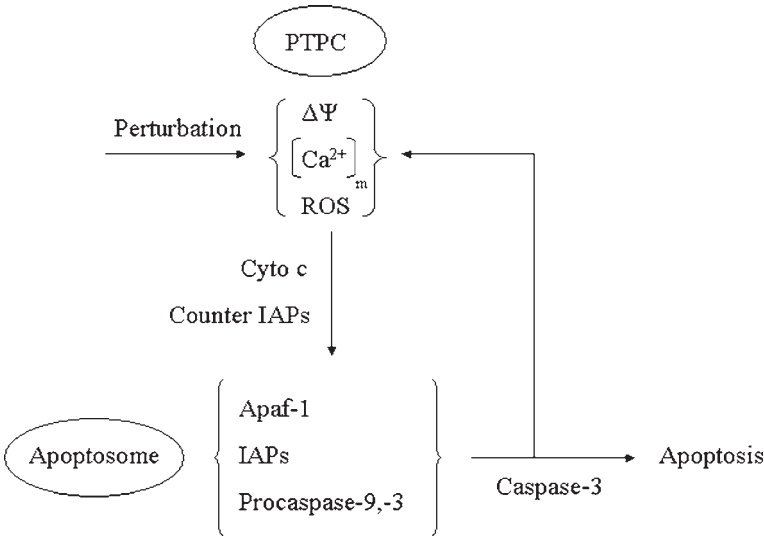 PTPC
Perturbation
ΔΨ
[Ca²⁺]m
ROS
Cyto c
Counter IAPs
Apoptosome
Apaf-1
IAPs
Procaspase-9,-3
Caspase-3
Apoptosis